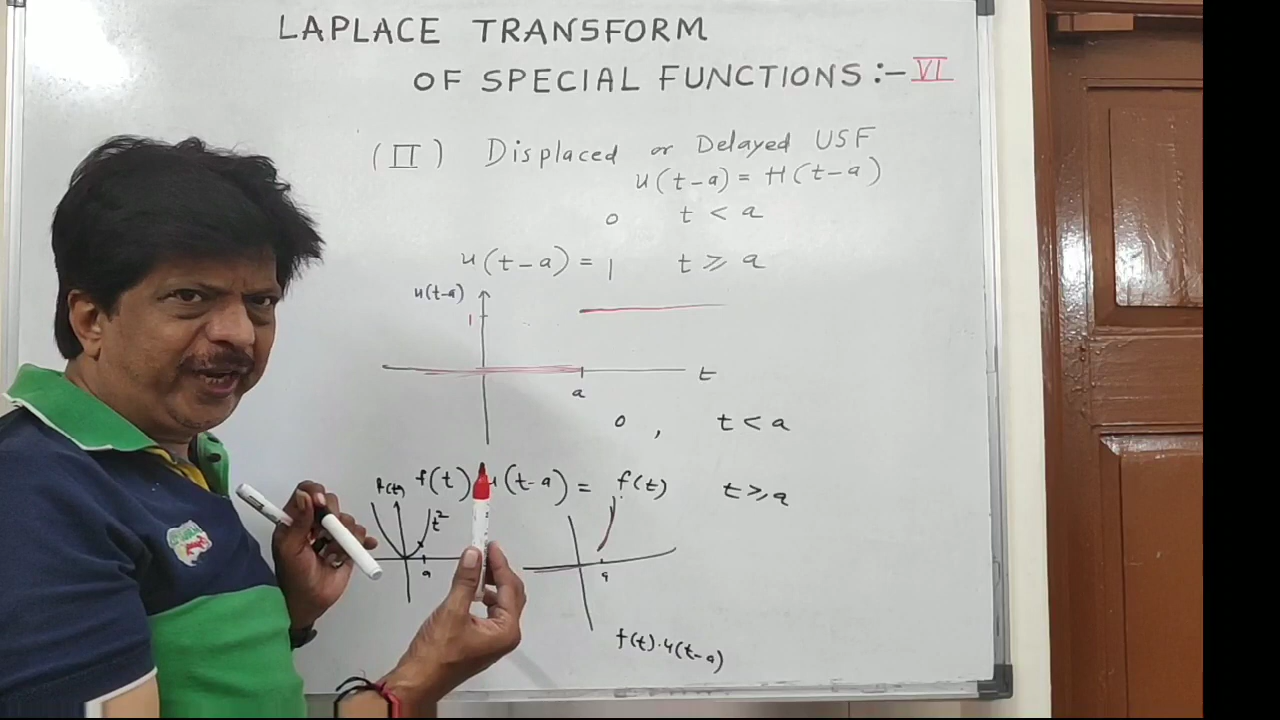 LAPLACE TRANSFORM
OF SPECIAL FUNCTIONS :- VI
(II) Displaced or Delayed USF
u(t-a) = H(t-a)
0 t < a
u(t-a) = 1 t ⩾ a
u(t-a)
1
t
a
0 , t < a
f(t) u(t-a) = f(t) t ⩾ a
f(t)
t²
a
a
f(t).u(t-a)